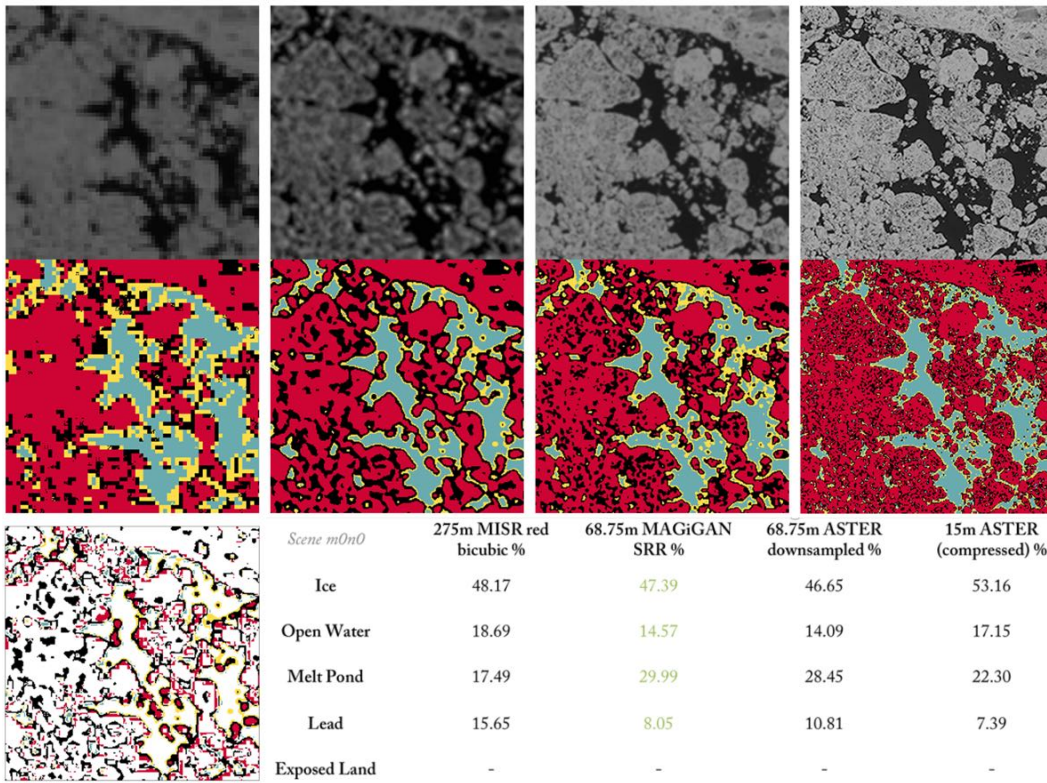 Scene m0n0 275m MISR red bicubic % 68.75m MAGiGAN SRR % 68.75m ASTER downsampled % 15m ASTER (compressed) %
Ice 48.17 47.39 46.65 53.16
Open Water 18.69 14.57 14.09 17.15
Melt Pond 17.49 29.99 28.45 22.30
Lead 15.65 8.05 10.81 7.39
Exposed Land - - - -